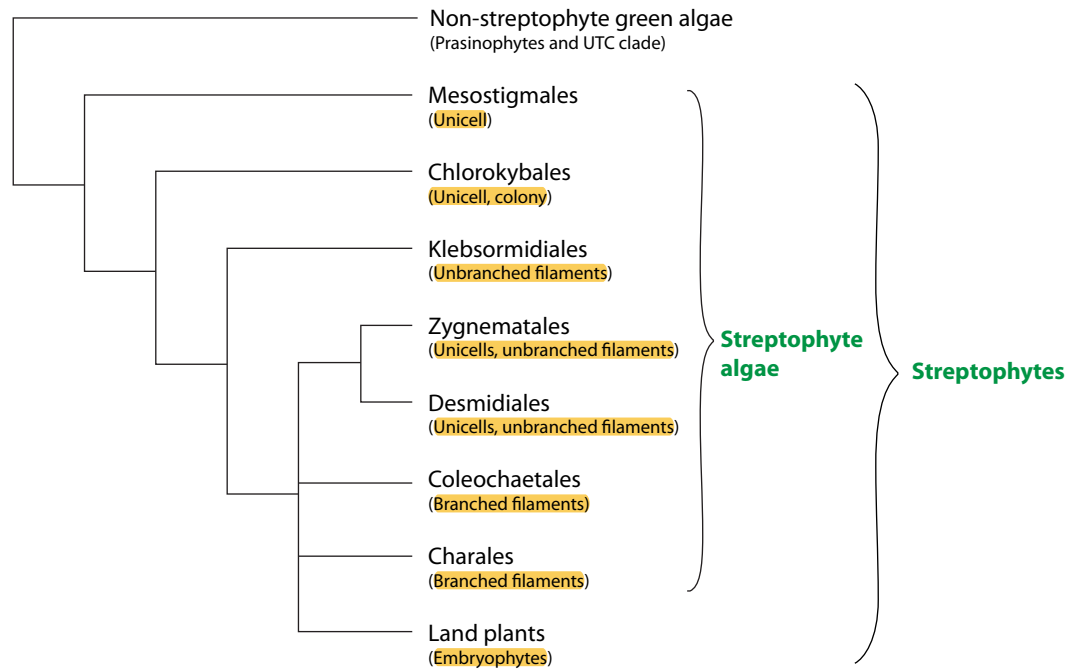 Non-streptophyte green algae
(Prasinophytes and UTC clade)
Mesostigmales
(Unicell)
Chlorokybales
(Unicell, colony)
Klebsormidiales
(Unbranched filaments)
Zygnematales
(Unicells, unbranched filaments)
Desmidiales
(Unicells, unbranched filaments)
Coleochaetales
(Branched filaments)
Charales
(Branched filaments)
Land plants
(Embryophytes)
Streptophyte
algae
Streptophytes